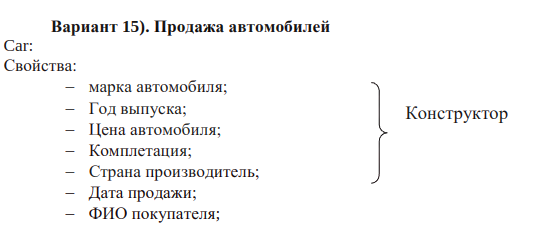 Вариант 15). Продажа автомобилей
Car:
Свойства:
– марка автомобиля;
– Год выпуска;
– Цена автомобиля;
Конструктор
– Комплетация;
– Страна производитель;
– Дата продажи;
– ФИО покупателя;